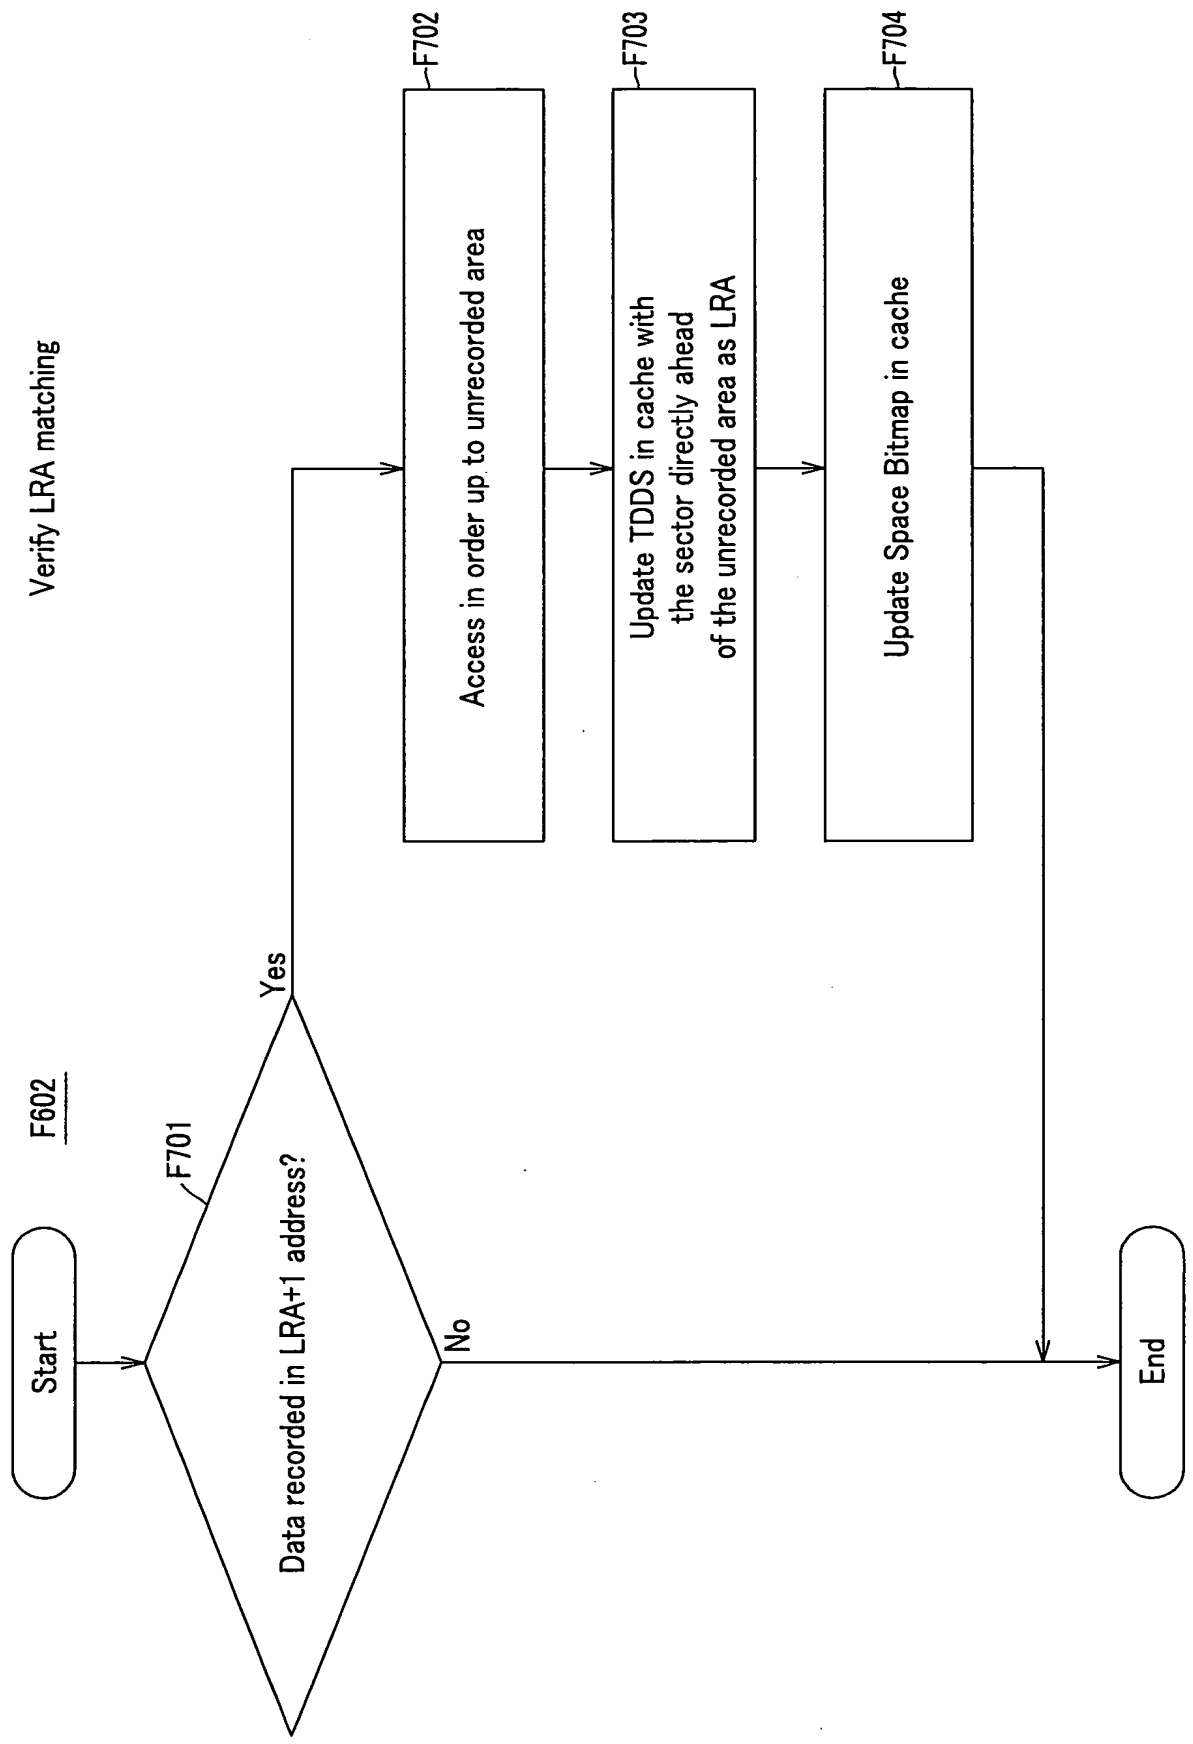 F602
Verify LRA matching
Start
F701
Data recorded in LRA+1 address?
Yes
No
F702
Access in order up to unrecorded area
F703
Update TDDS in cache with
the sector directly ahead
of the unrecorded area as LRA
F704
Update Space Bitmap in cache
End